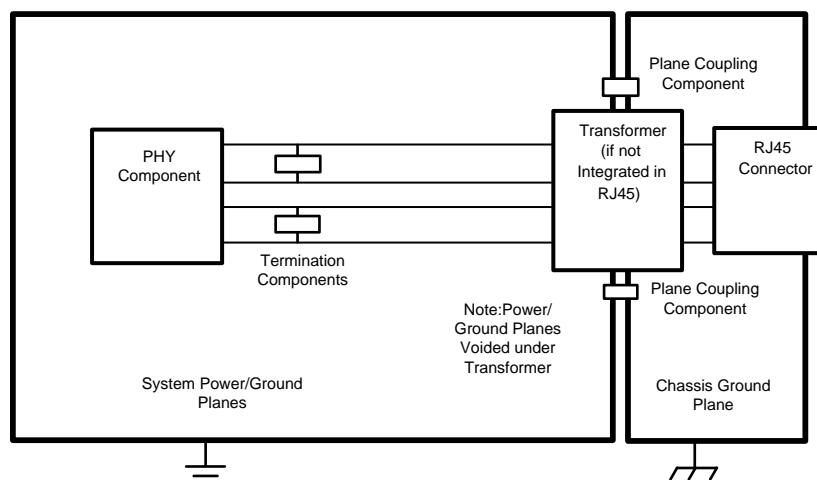 Plane Coupling
Component
PHY
Component
Transformer
(if not
Integrated in
RJ45)
RJ45
Connector
Termination
Components
Plane Coupling
Component
Note:Power/
Ground Planes
Voided under
Transformer
System Power/Ground
Planes
Chassis Ground
Plane